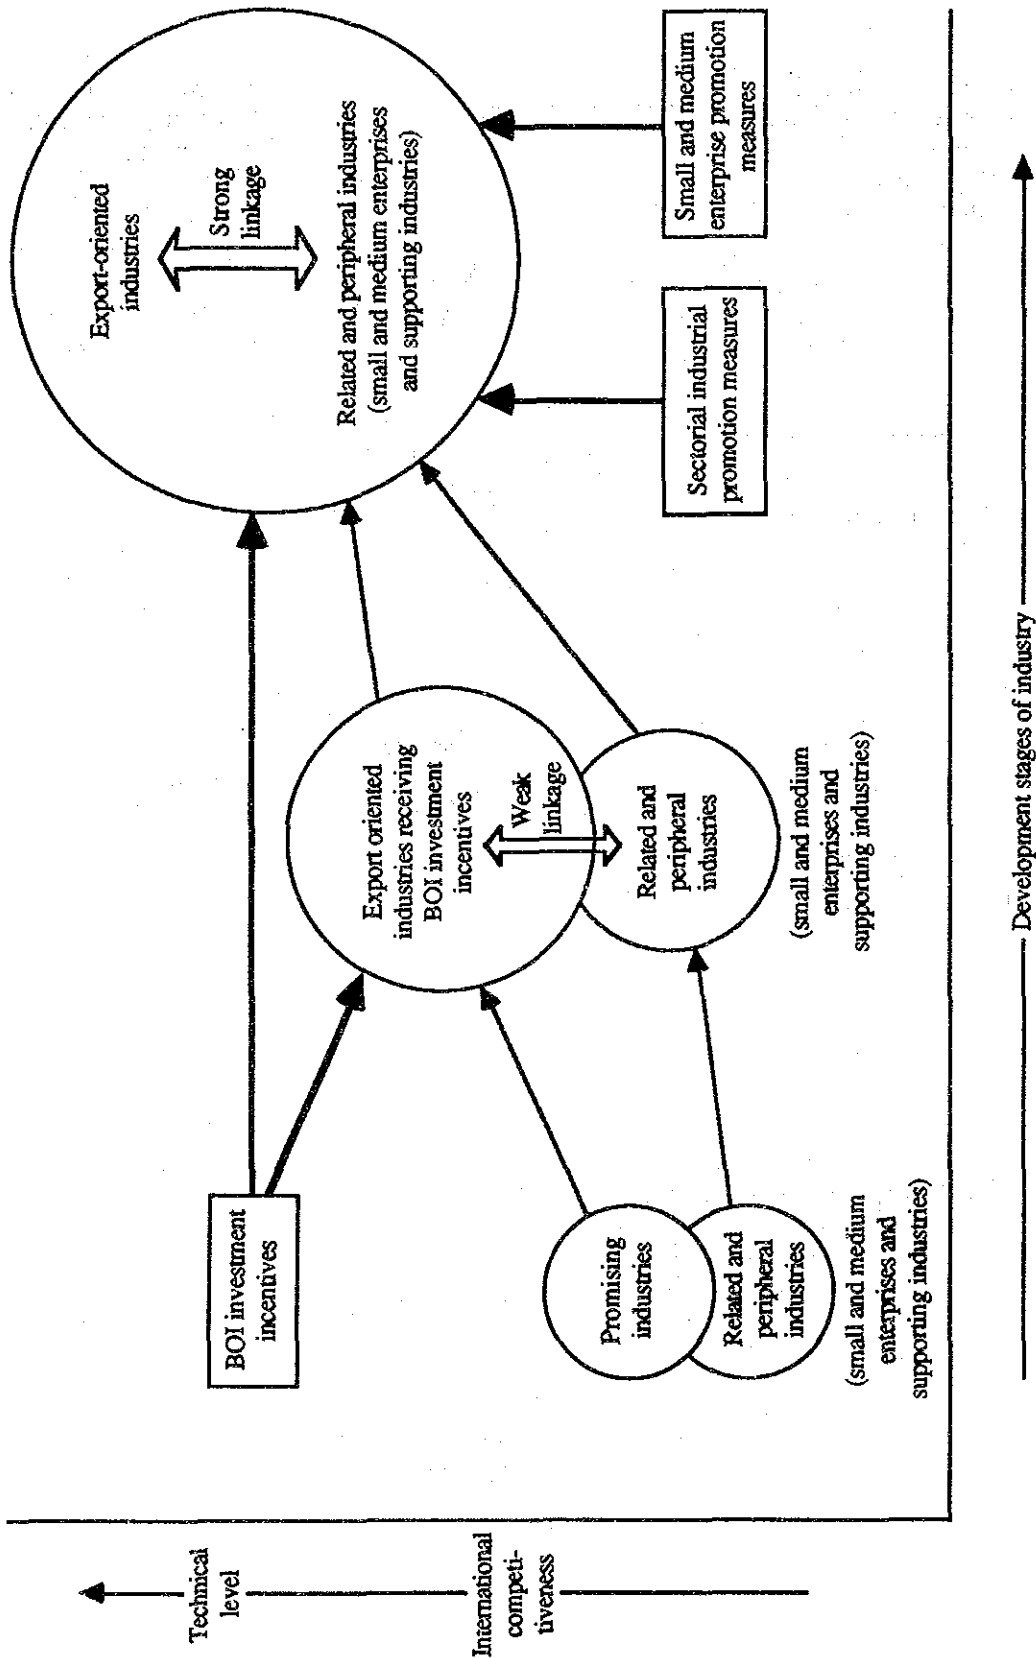 Technical
level
International
competi-
tiveness
BOI investment
incentives
Promising
industries
Related and
peripheral
industries
(small and medium
enterprises and
supporting industries)
Export oriented
industries receiving
BOI investment
incentives
Weak
linkage
Related and
peripheral
industries
(small and medium
enterprises and
supporting industries)
Export-oriented
industries
Strong
linkage
Related and peripheral industries
(small and medium enterprises
and supporting industries)
Sectorial industrial
promotion measures
Small and medium
enterprise promotion
measures
Development stages of industry